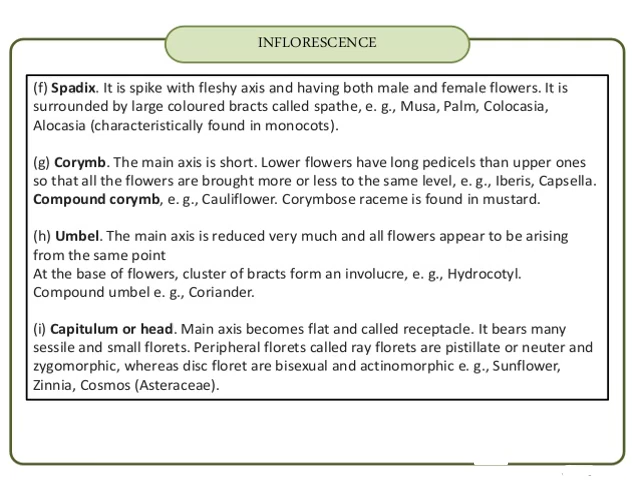 INFLORESCENCE
(f) Spadix. It is spike with fleshy axis and having both male and female flowers. It is
surrounded by large coloured bracts called spathe, e. g., Musa, Palm, Colocasia,
Alocasia (characteristically found in monocots).
(g) Corymb. The main axis is short. Lower flowers have long pedicels than upper ones
so that all the flowers are brought more or less to the same level, e. g., Iberis, Capsella.
Compound corymb, e. g., Cauliflower. Corymbose raceme is found in mustard.
(h) Umbel. The main axis is reduced very much and all flowers appear to be arising
from the same point
At the base of flowers, cluster of bracts form an involucre, e. g., Hydrocotyl.
Compound umbel e. g., Coriander.
(i) Capitulum or head. Main axis becomes flat and called receptacle. It bears many
sessile and small florets. Peripheral florets called ray florets are pistillate or neuter and
zygomorphic, whereas disc floret are bisexual and actinomorphic e. g., Sunflower,
Zinnia, Cosmos (Asteraceae).